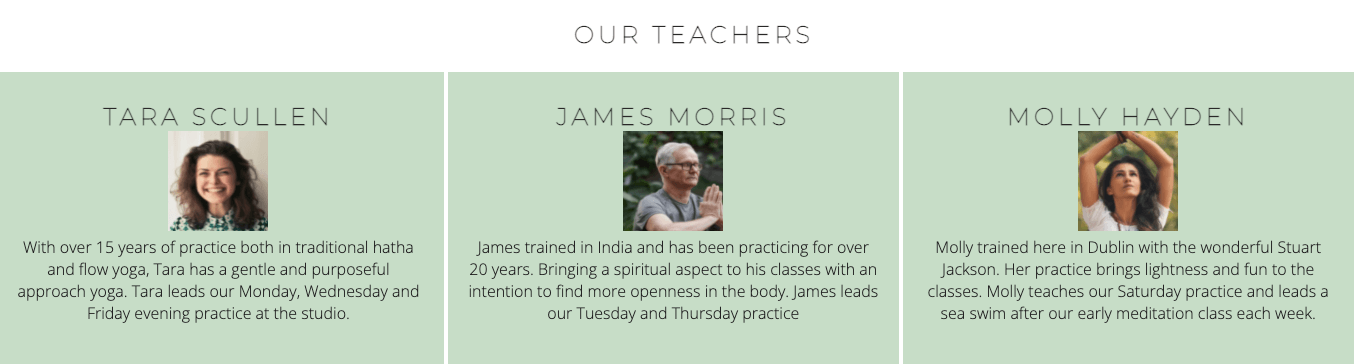 OUR TEACHERS
TARA SCULLEN
With over 15 years of practice both in traditional hatha
and flow yoga, Tara has a gentle and purposeful
approach yoga. Tara leads our Monday, Wednesday and
Friday evening practice at the studio.
JAMES MORRIS
James trained in India and has been practicing for over
20 years. Bringing a spiritual aspect to his classes with an
intention to find more openness in the body. James leads
our Tuesday and Thursday practice
MOLLY HAYDEN
Molly trained here in Dublin with the wonderful Stuart
Jackson. Her practice brings lightness and fun to the
classes. Molly teaches our Saturday practice and leads a
sea swim after our early meditation class each week.